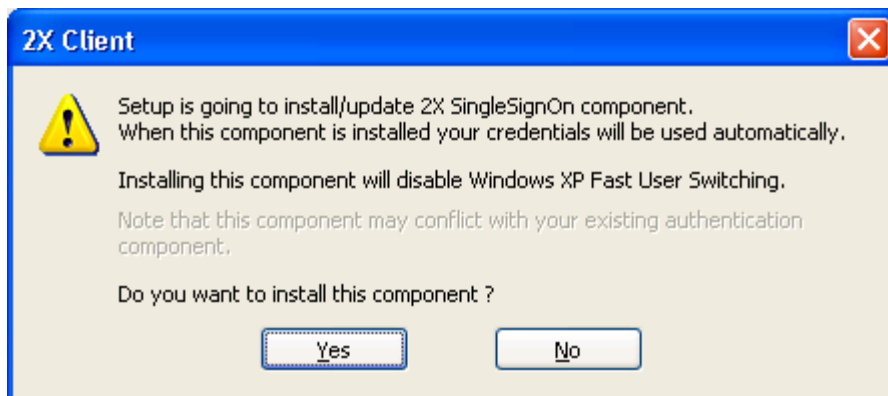 2X Client
Setup is going to install/update 2X SingleSignOn component.
When this component is installed your credentials will be used automatically.
Installing this component will disable Windows XP Fast User Switching.
Note that this component may conflict with your existing authentication
component.
Do you want to install this component ?
Yes
No